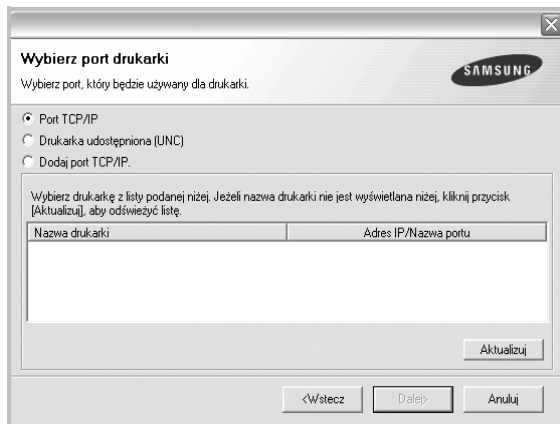 Wybierz port drukarki
Wybierz port, który będzie używany dla drukarki.
SAMSUNG
Port TCP/IP
Drukarka udostępniona (UNC)
Dodaj port TCP/IP.
Wybierz drukarkę z listy podanej niżej. Jeżeli nazwa drukarki nie jest wyświetlana niżej, kliknij przycisk
[Aktualizuj], aby odświeżyć listę.
Nazwa drukarki
Adres IP/Nazwa portu
Aktualizuj
<Wstecz
Dalej>
Anuluj